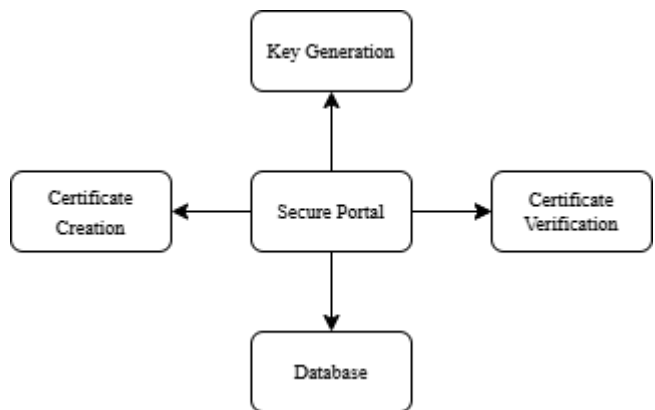 Key Generation
Certificate
Creation
Secure Portal
Certificate
Verification
Database